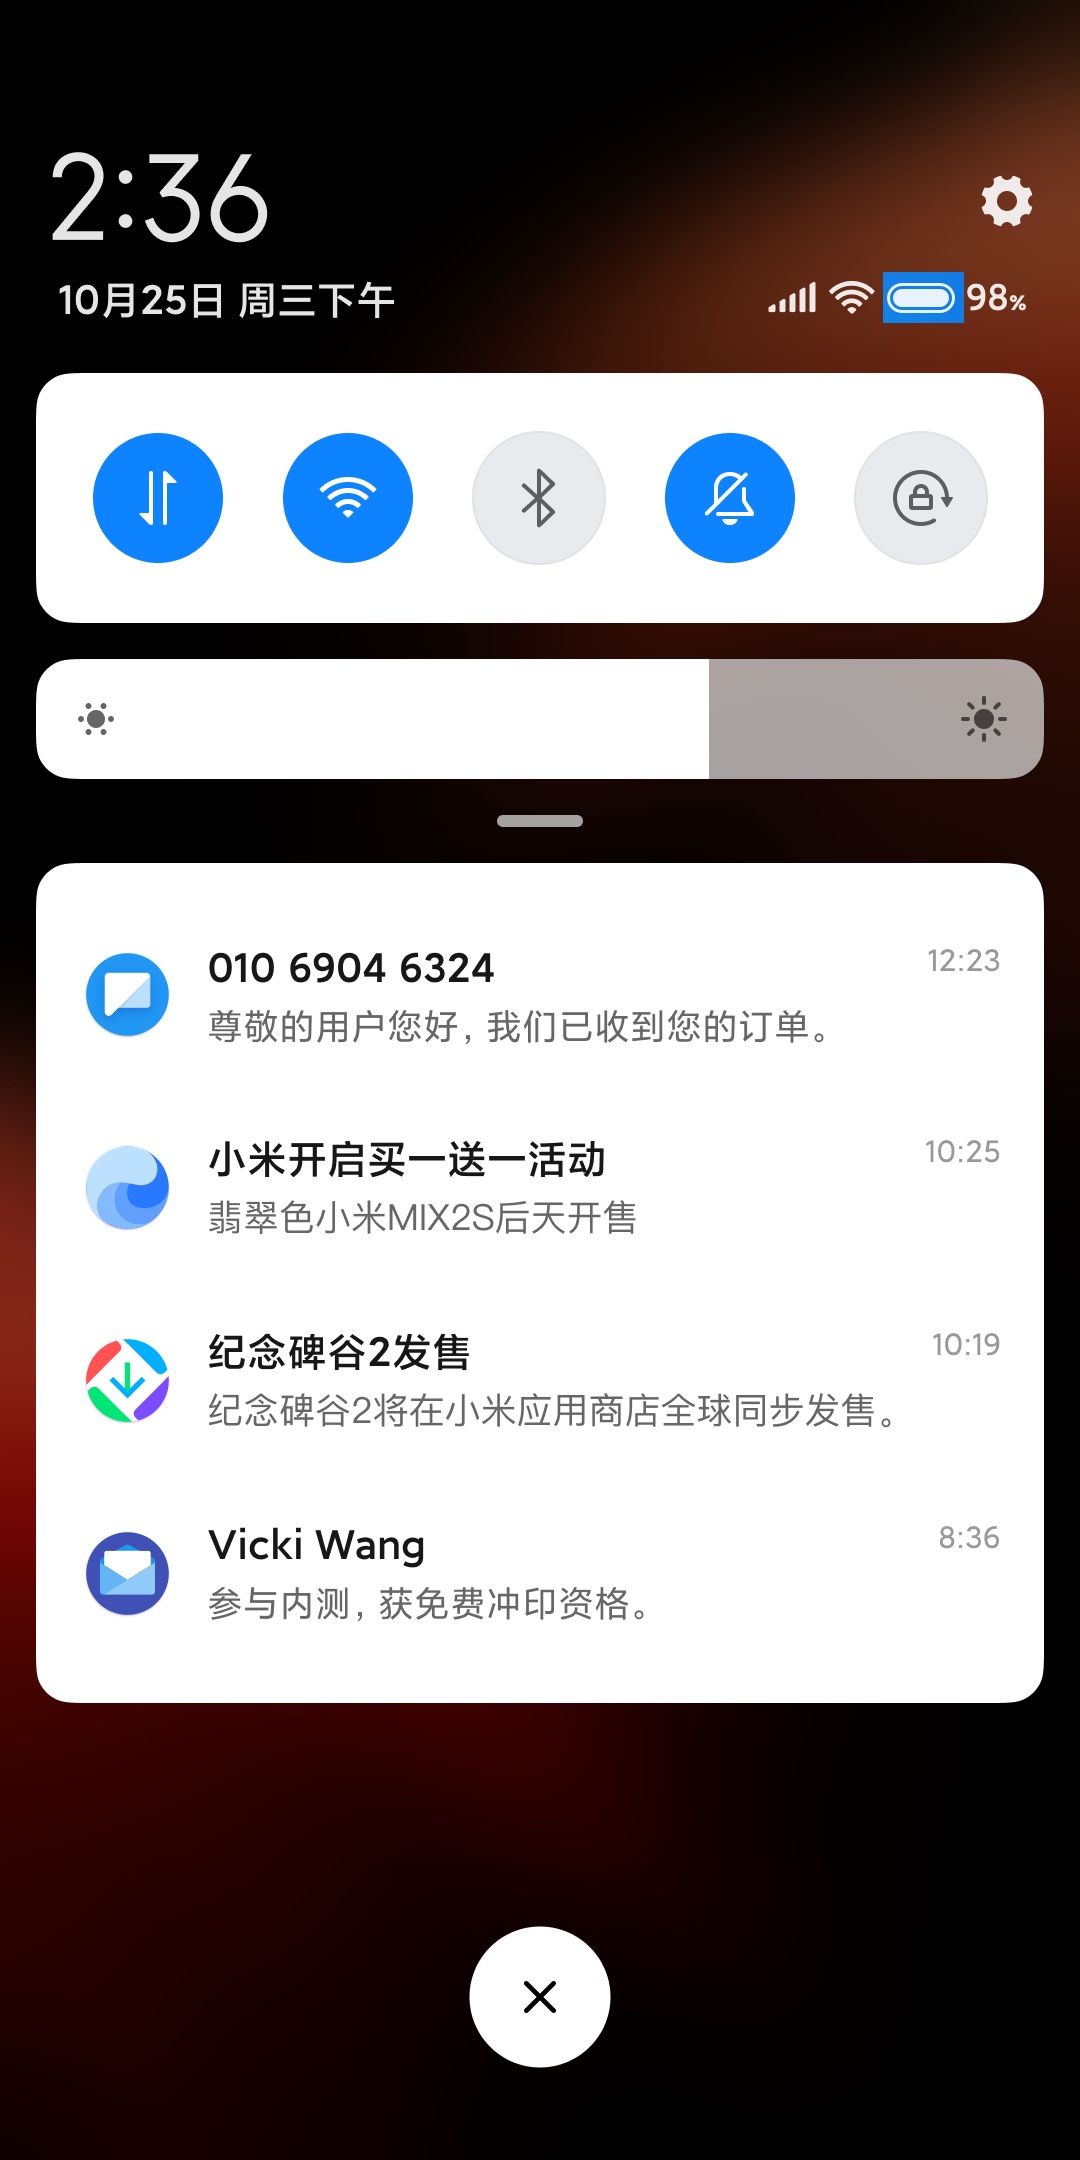 2:36
10月25日 周三下午
98%
010 6904 6324
12:23
尊敬的用户您好, 我们已收到您的订单。
小米开启买一送一活动
10:25
翡翠色小米MIX2S后天开售
纪念碑谷2发售
10:19
纪念碑谷2将在小米应用商店全球同步发售。
Vicki Wang
8:36
参与内测, 获免费冲印资格。